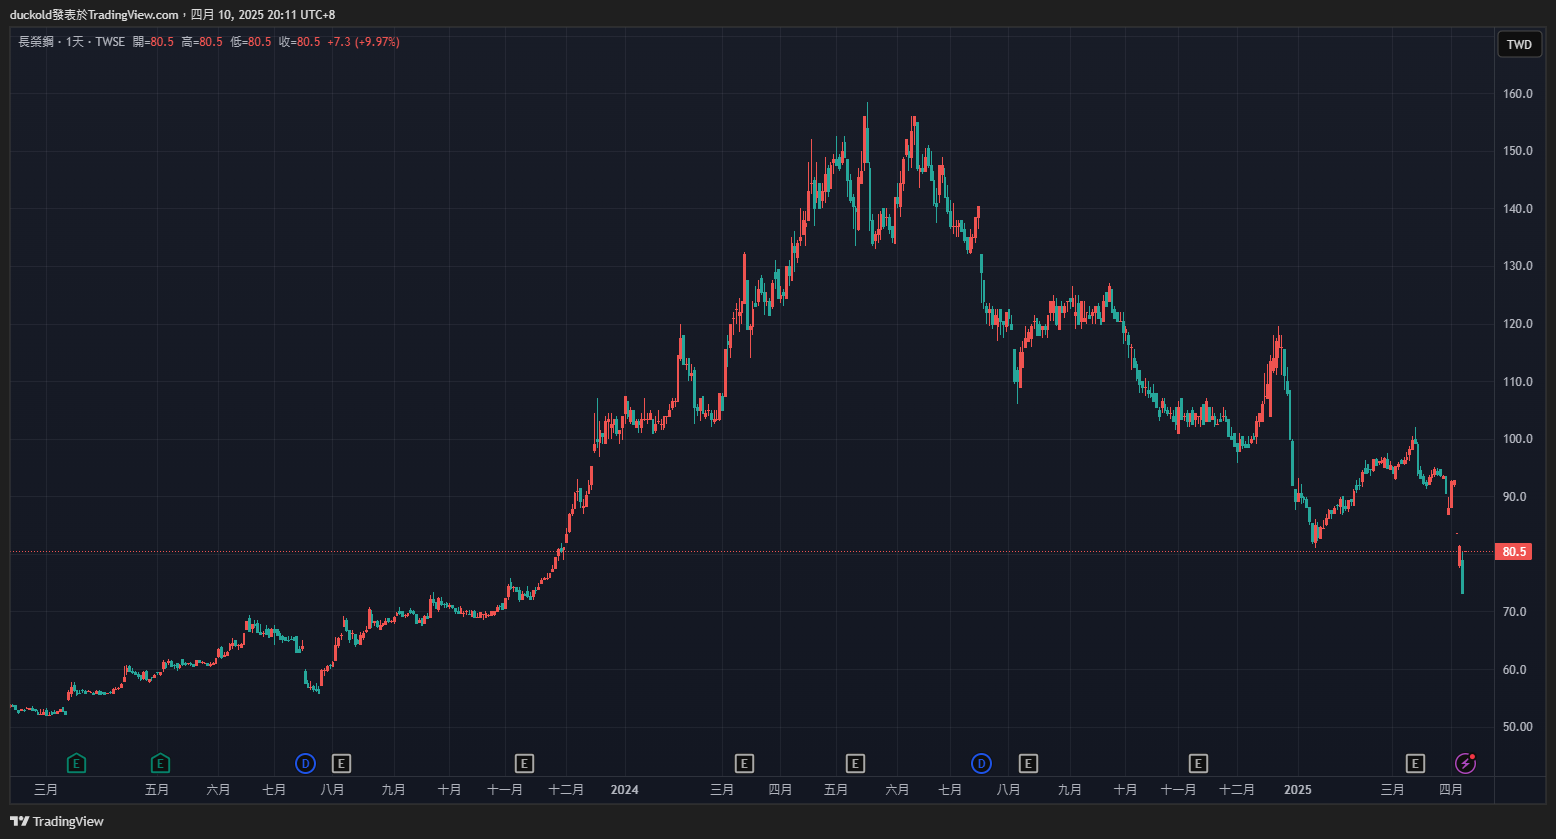 duckold發表於TradingView.com，四月 10, 2025 20:11 UTC+8
長榮鋼 · 1天 · TWSE 開=80.5 高=80.5 低=80.5 收=80.5 +7.3 (+9.97%)
TWD
160.0
150.0
140.0
130.0
120.0
110.0
100.0
90.0
80.5
70.0
60.0
50.00
E E D E E E E D E E E
三月 五月 六月 七月 八月 九月 十月 十一月 十二月 2024 三月 四月 五月 六月 七月 八月 九月 十月 十一月 十二月 2025 三月 四月
TradingView